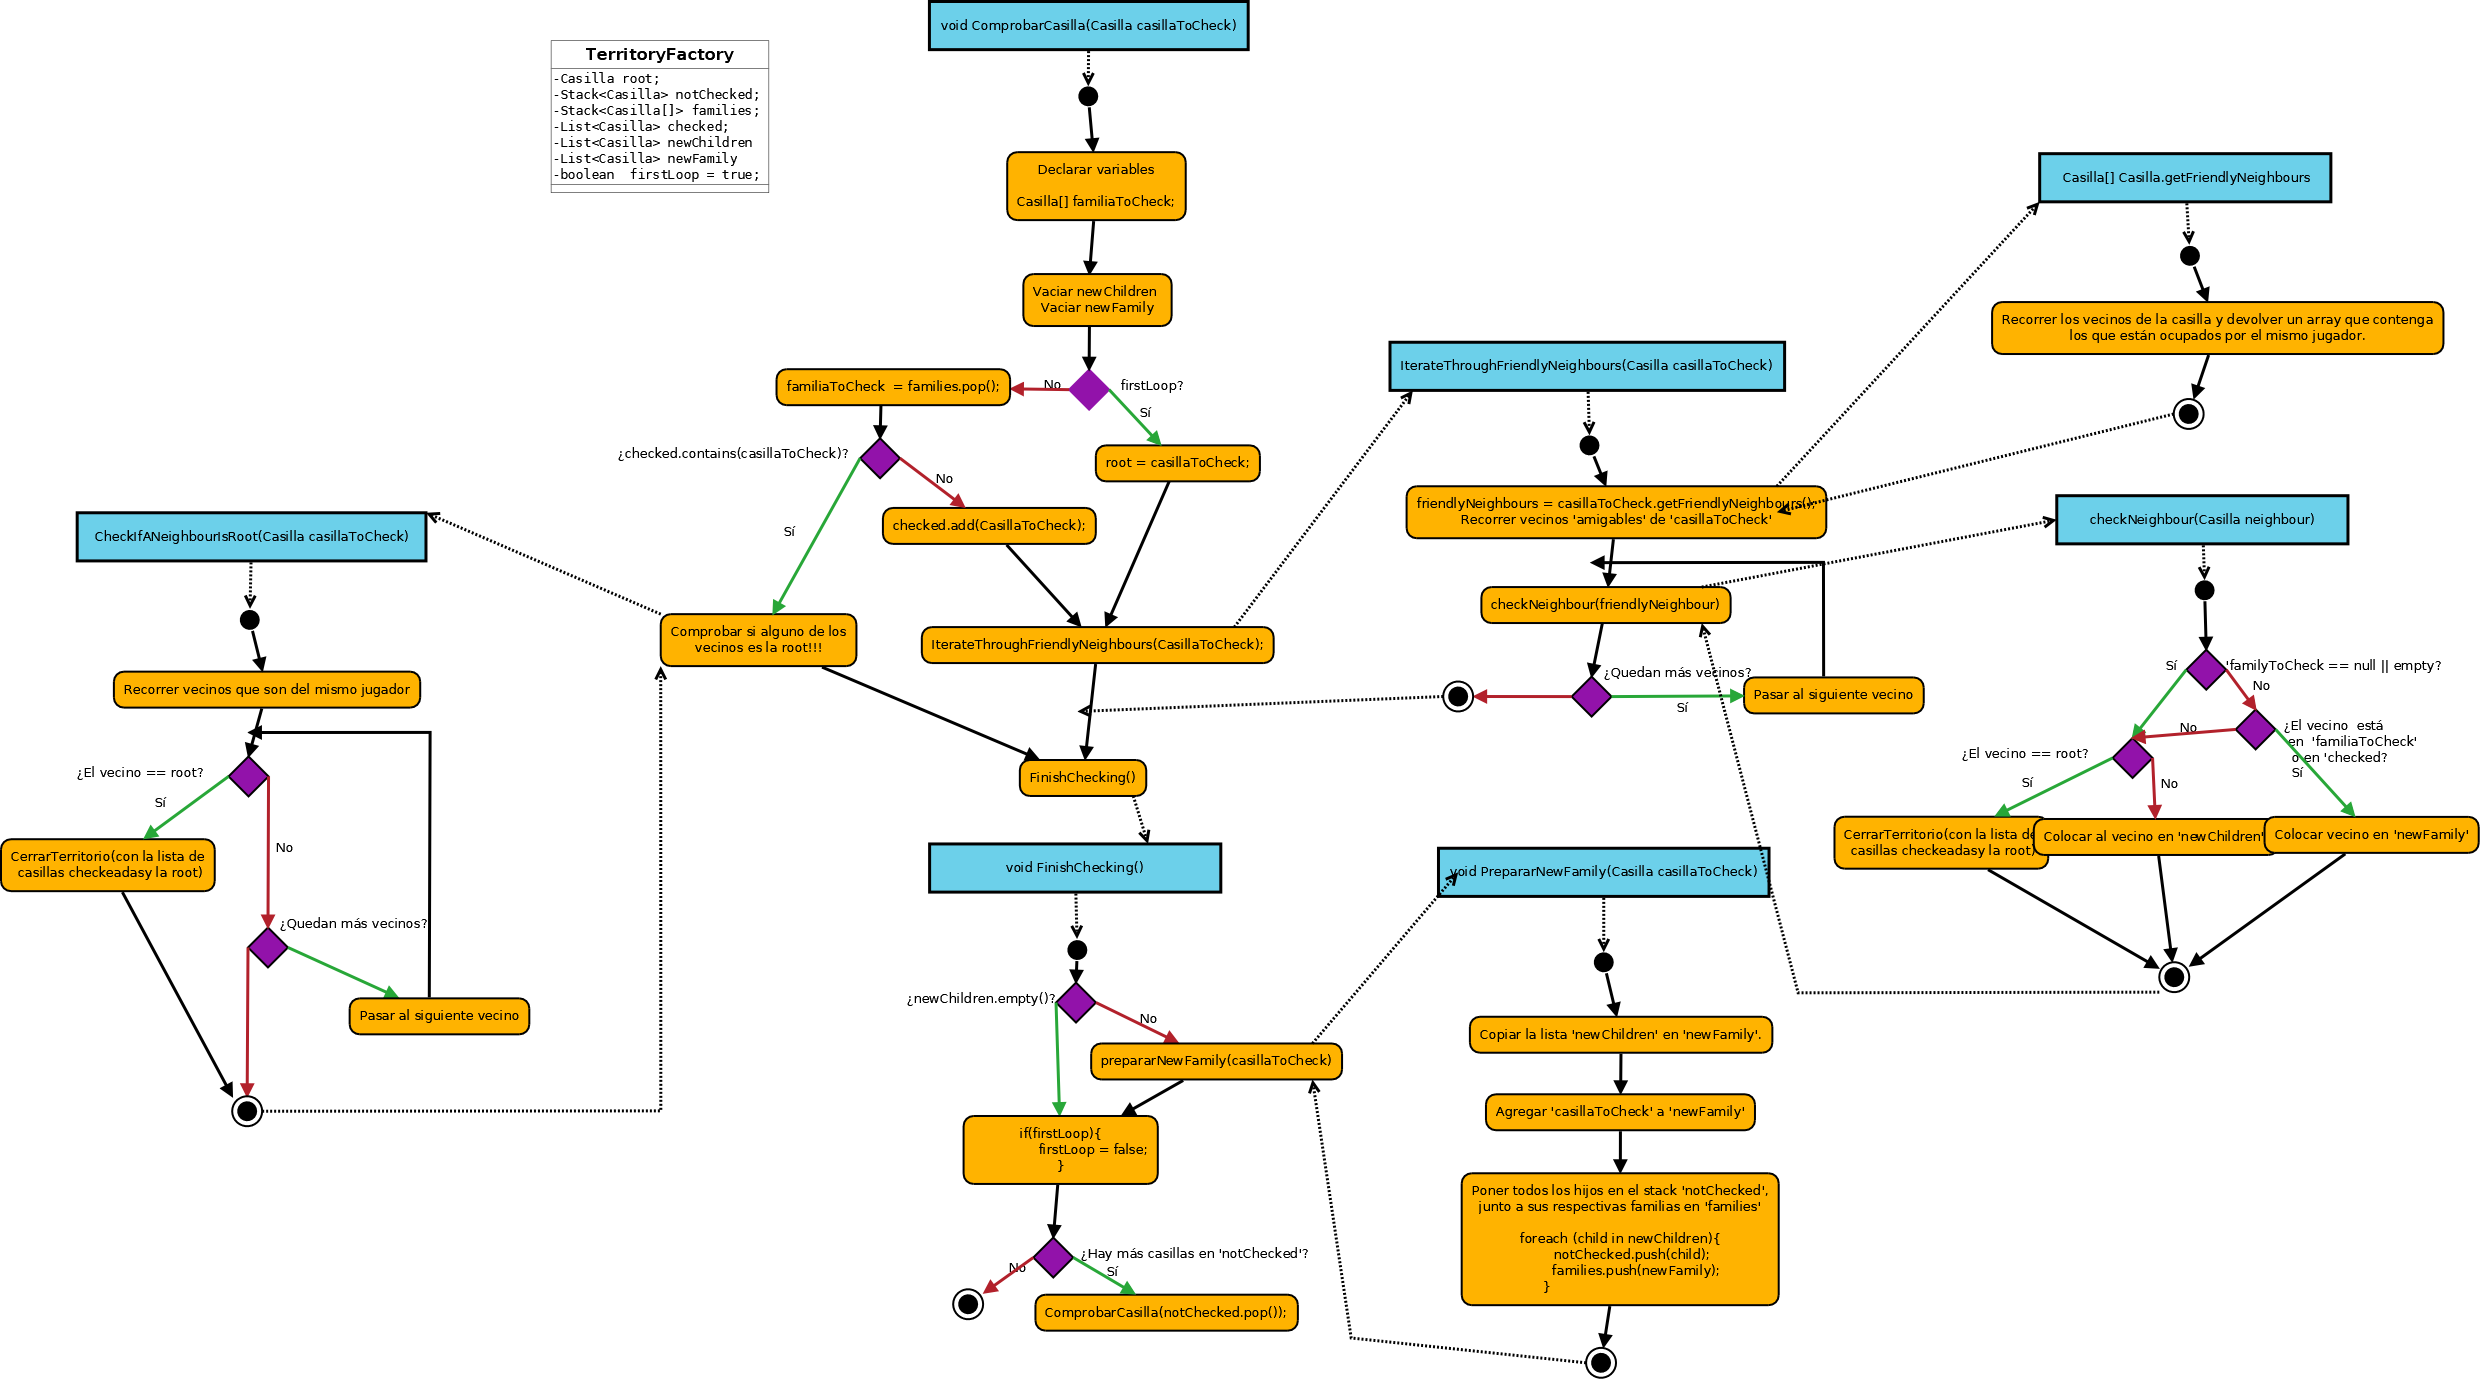 void ComprobarCasilla(Casilla casillaToCheck)
TerritoryFactory
-Casilla root;
-Stack<Casilla> notChecked;
-Stack<Casilla[]> families;
-List<Casilla> checked;
-List<Casilla> newChildren
-List<Casilla> newFamily
-boolean  firstLoop = true;
Declarar variables
Casilla[] familiaToCheck;
Vaciar newChildren
Vaciar newFamily
familiaToCheck  = families.pop();
No
firstLoop?
Sí
¿checked.contains(casillaToCheck)?
No
Sí
root = casillaToCheck;
checked.add(CasillaToCheck);
Comprobar si alguno de los
vecinos es la root!!!
IterateThroughFriendlyNeighbours(CasillaToCheck);
FinishChecking()
CheckIfANeighbourIsRoot(Casilla casillaToCheck)
Recorrer vecinos que son del mismo jugador
¿El vecino == root?
Sí
No
CerrarTerritorio(con la lista de
casillas checkeadasy la root)
¿Quedan más vecinos?
Pasar al siguiente vecino
void FinishChecking()
¿newChildren.empty()?
No
prepararNewFamily(casillaToCheck)
if(firstLoop){
firstLoop = false;
}
¿Hay más casillas en 'notChecked'?
No
Sí
ComprobarCasilla(notChecked.pop());
IterateThroughFriendlyNeighbours(Casilla casillaToCheck)
friendlyNeighbours = casillaToCheck.getFriendlyNeighbours();
Recorrer vecinos 'amigables' de 'casillaToCheck'
checkNeighbour(friendlyNeighbour)
¿Quedan más vecinos?
Sí
Pasar al siguiente vecino
void PrepararNewFamily(Casilla casillaToCheck)
Copiar la lista 'newChildren' en 'newFamily'.
Agregar 'casillaToCheck' a 'newFamily'
Poner todos los hijos en el stack 'notChecked',
junto a sus respectivas familias en 'families'
foreach (child in newChildren){
notChecked.push(child);
families.push(newFamily);
}
Casilla[] Casilla.getFriendlyNeighbours
Recorrer los vecinos de la casilla y devolver un array que contenga
los que están ocupados por el mismo jugador.
checkNeighbour(Casilla neighbour)
Sí
'familyToCheck == null || empty?
No
¿El vecino  está
en  'familiaToCheck'
o en 'checked?
Sí
No
¿El vecino == root?
Sí
No
CerrarTerritorio(con la lista de
casillas checkeadasy la root)
Colocar al vecino en 'newChildren'
Colocar vecino en 'newFamily'